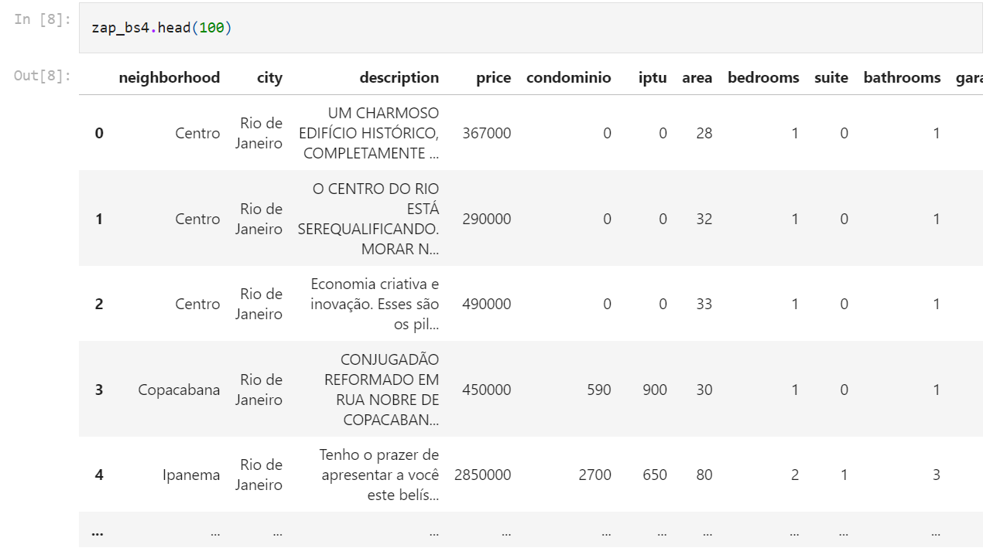 In [8]: zap_bs4.head(100)
Out[8]:
neighborhood city description price condominio iptu area bedrooms suite bathrooms gara
0 Centro Rio de Janeiro UM CHARMOSO EDIFÍCIO HISTÓRICO, COMPLETAMENTE ... 367000 0 0 28 1 0 1
1 Centro Rio de Janeiro O CENTRO DO RIO ESTÁ SEREQUALIFICANDO. MORAR N... 290000 0 0 32 1 0 1
2 Centro Rio de Janeiro Economia criativa e inovação. Esses são os pil... 490000 0 0 33 1 0 1
3 Copacabana Rio de Janeiro CONJUGADÃO REFORMADO EM RUA NOBRE DE COPACABAN... 450000 590 900 30 1 0 1
4 Ipanema Rio de Janeiro Tenho o prazer de apresentar a você este belís... 2850000 2700 650 80 2 1 3
... ... ... ... ... ... ... ... ... ... ...